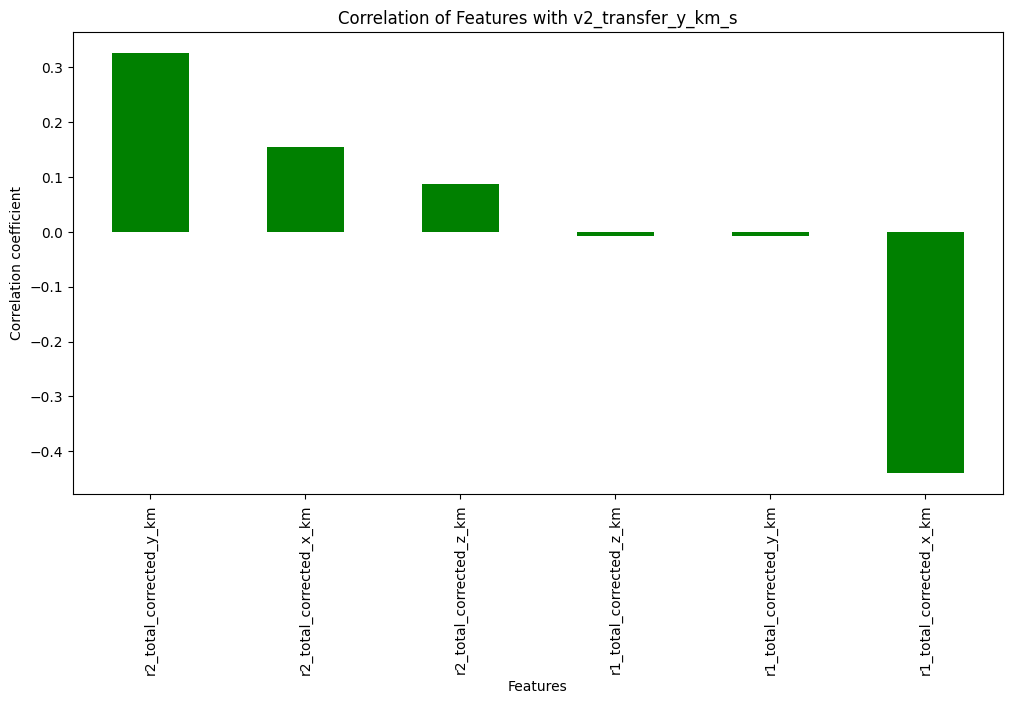 Correlation of Features with v2_transfer_y_km_s
Correlation coefficient
0.3
0.2
0.1
0.0
−0.1
−0.2
−0.3
−0.4
r2_total_corrected_y_km
r2_total_corrected_x_km
r2_total_corrected_z_km
r1_total_corrected_z_km
r1_total_corrected_y_km
r1_total_corrected_x_km
Features